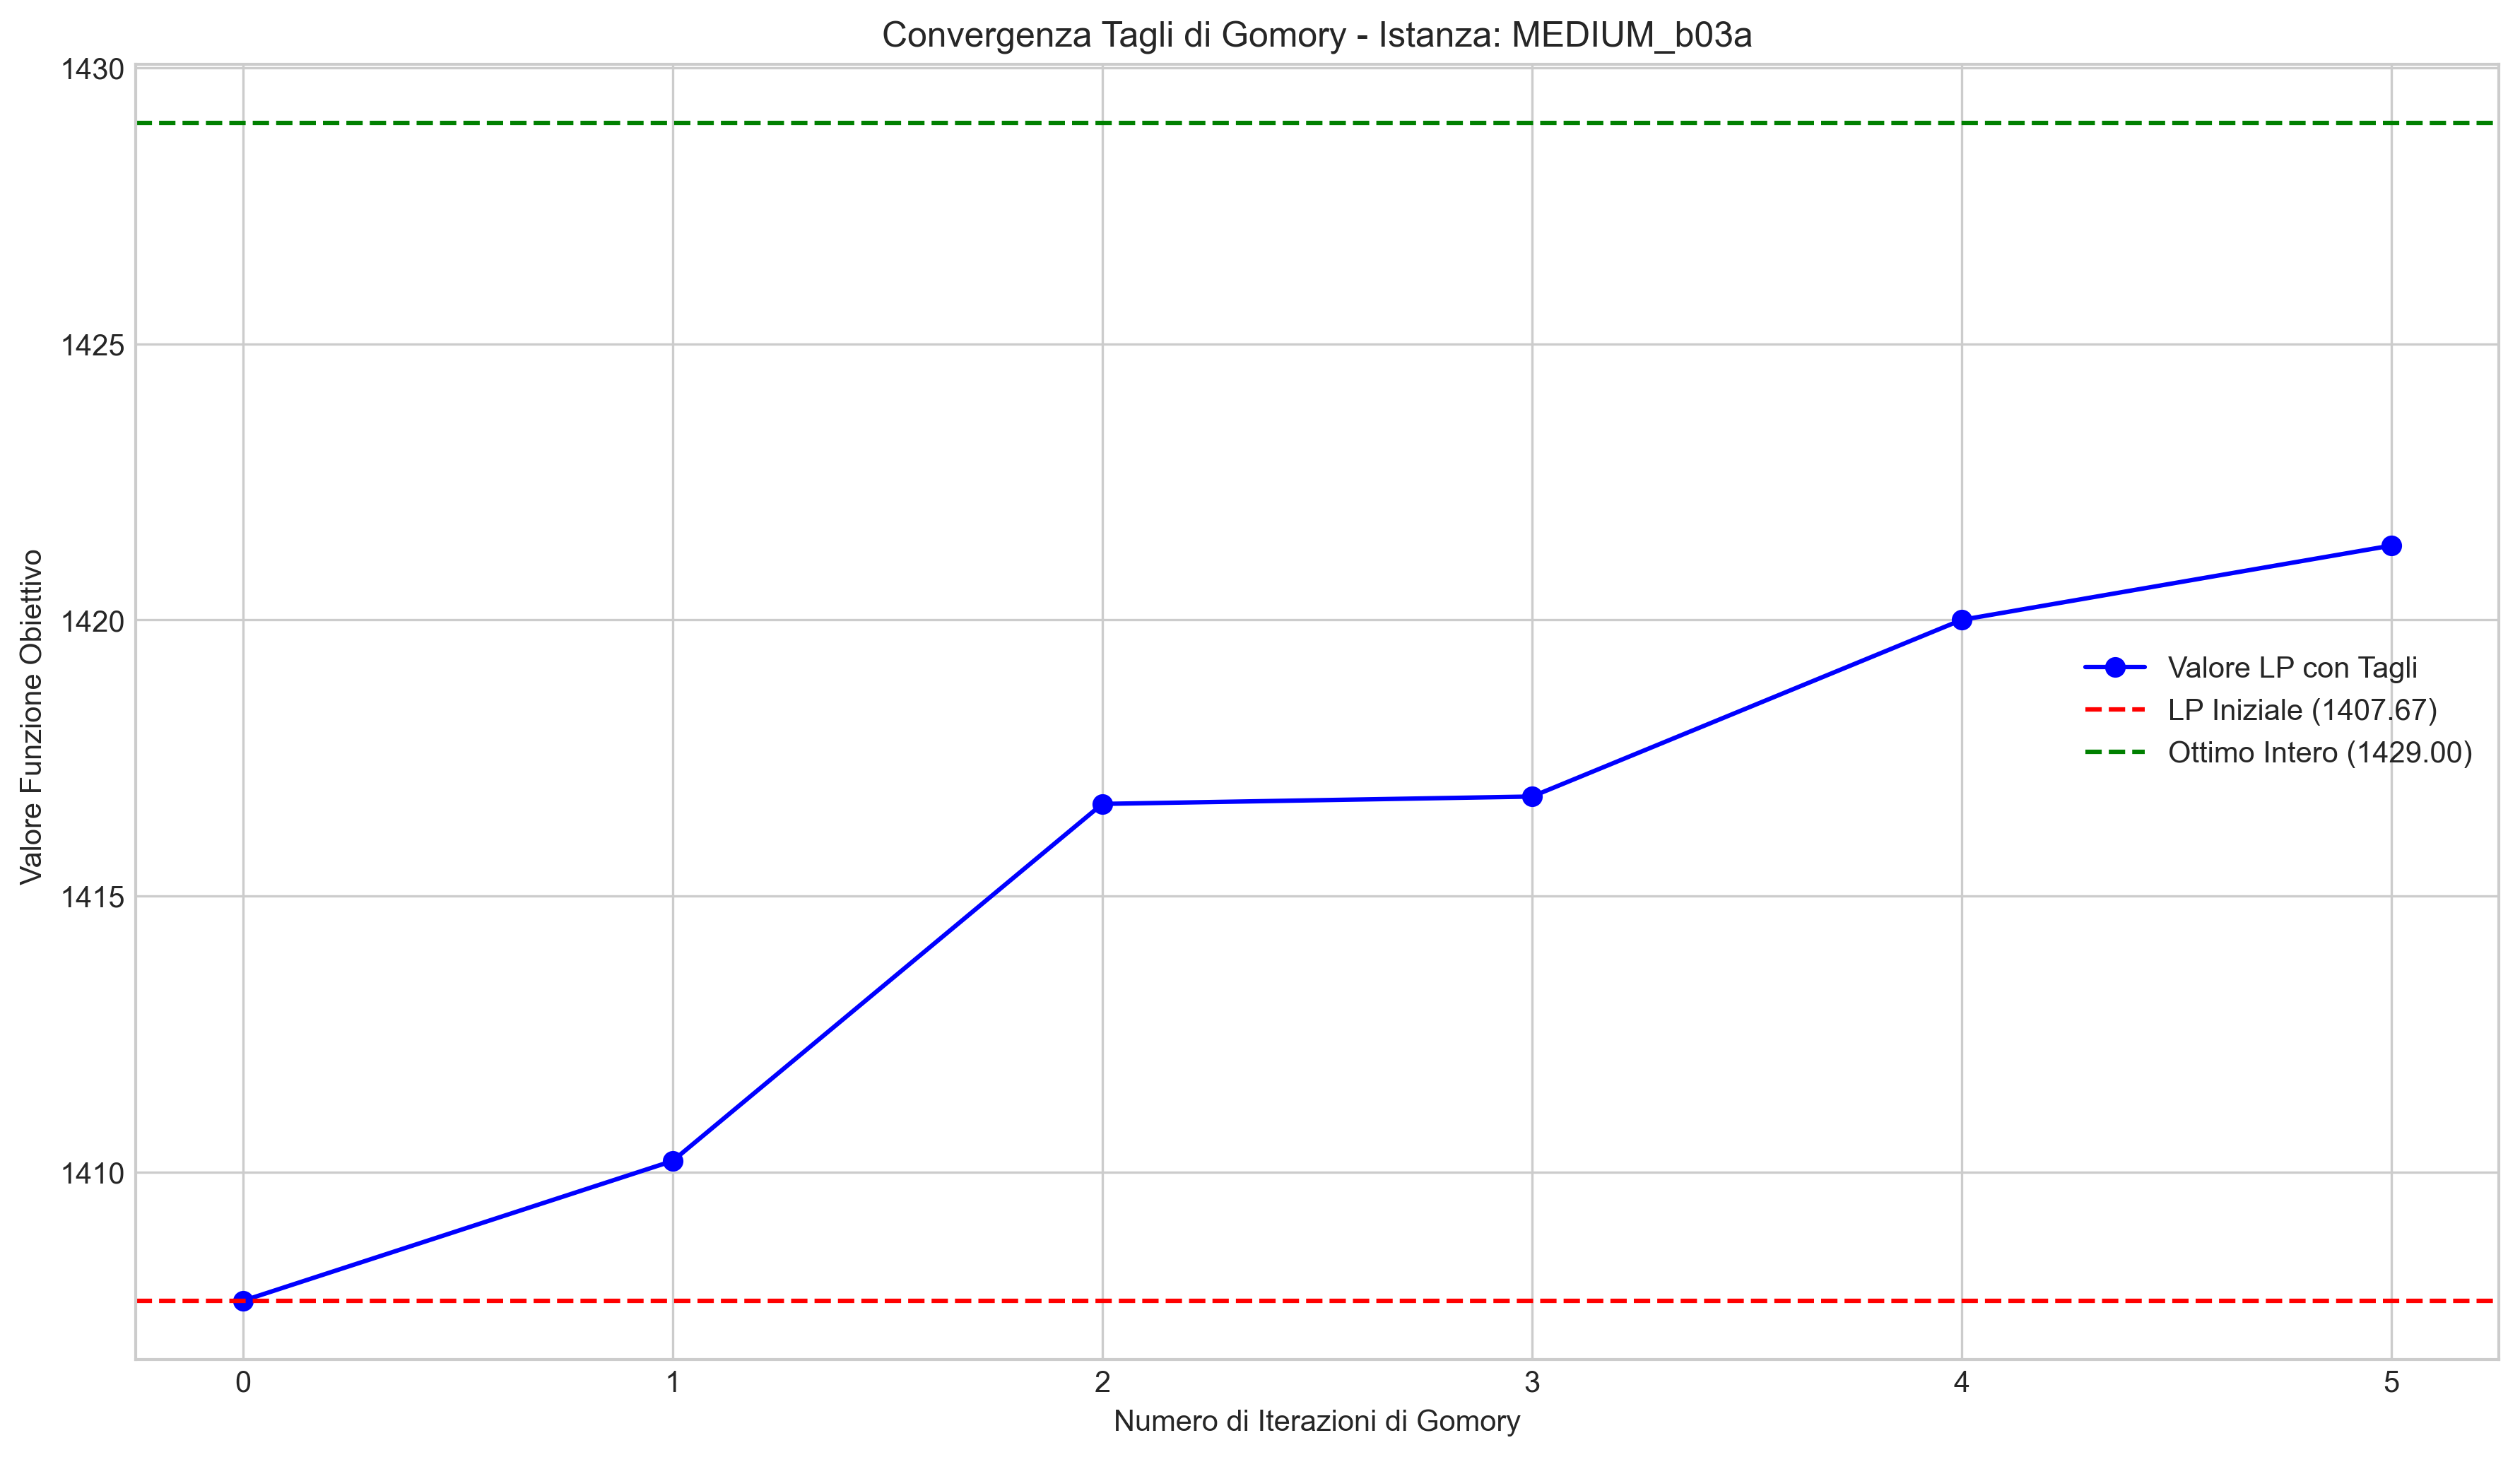 Convergenza Tagli di Gomory - Istanza: MEDIUM_b03a
1430
1425
1420
1415
1410
Valore Funzione Obiettivo
Valore LP con Tagli
LP Iniziale (1407.67)
Ottimo Intero (1429.00)
0 1 2 3 4 5
Numero di Iterazioni di Gomory